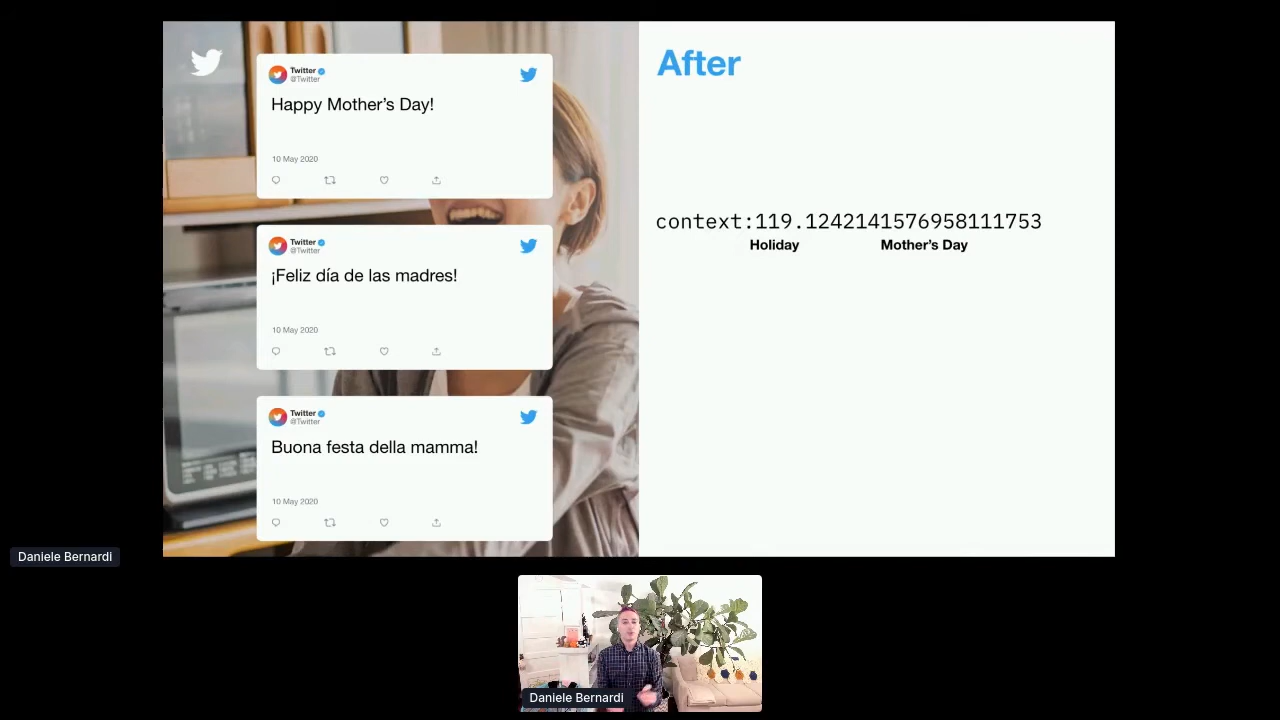 Twitter
@Twitter
Happy Mother’s Day!
10 May 2020
Twitter
@Twitter
¡Feliz día de las madres!
10 May 2020
Twitter
@Twitter
Buona festa della mamma!
10 May 2020
After
context:119.1242141576958111753
Holiday Mother’s Day
Daniele Bernardi
Daniele Bernardi